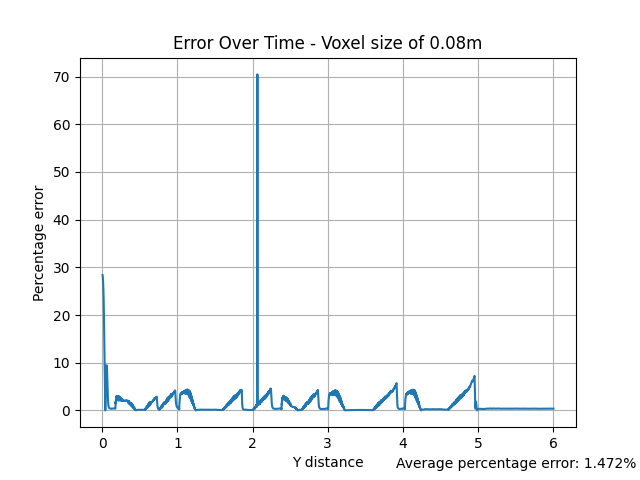 Error Over Time - Voxel size of 0.08m
Percentage error
70
60
50
40
30
20
10
0
0 1 2 3 4 5 6
Y distance
Average percentage error: 1.472%